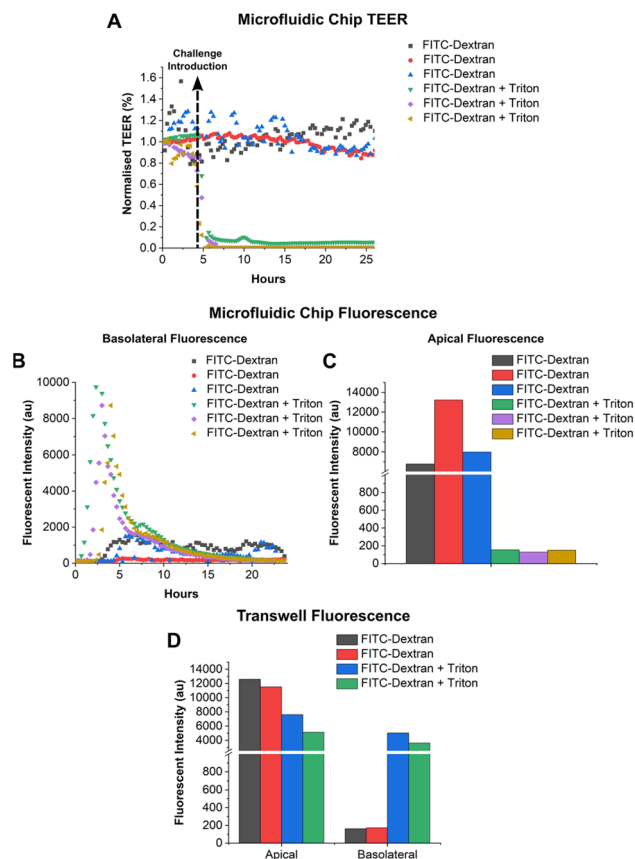 Microfluidic Chip TEER
A
Challenge
Introduction
FITC-Dextran
FITC-Dextran
FITC-Dextran
FITC-Dextran + Triton
FITC-Dextran + Triton
FITC-Dextran + Triton
Normalised TEER (%)
1.6
1.4
1.2
1.0
0.8
0.6
0.4
0.2
0.0
0 5 10 15 20 25
Hours
Microfluidic Chip Fluorescence
B
Basolateral Fluorescence
FITC-Dextran
FITC-Dextran
FITC-Dextran
FITC-Dextran + Triton
FITC-Dextran + Triton
FITC-Dextran + Triton
Fluorescent Intensity (au)
10000
8000
6000
4000
2000
0
0 5 10 15 20
Hours
C
Apical Fluorescence
FITC-Dextran
FITC-Dextran
FITC-Dextran
FITC-Dextran + Triton
FITC-Dextran + Triton
FITC-Dextran + Triton
Fluorescent Intensity (au)
14000
12000
10000
8000
800
600
400
200
0
Transwell Fluorescence
D
FITC-Dextran
FITC-Dextran
FITC-Dextran + Triton
FITC-Dextran + Triton
Fluorescent Intensity (au)
14000
12000
10000
8000
6000
4000
800
600
400
200
0
Apical Basolateral